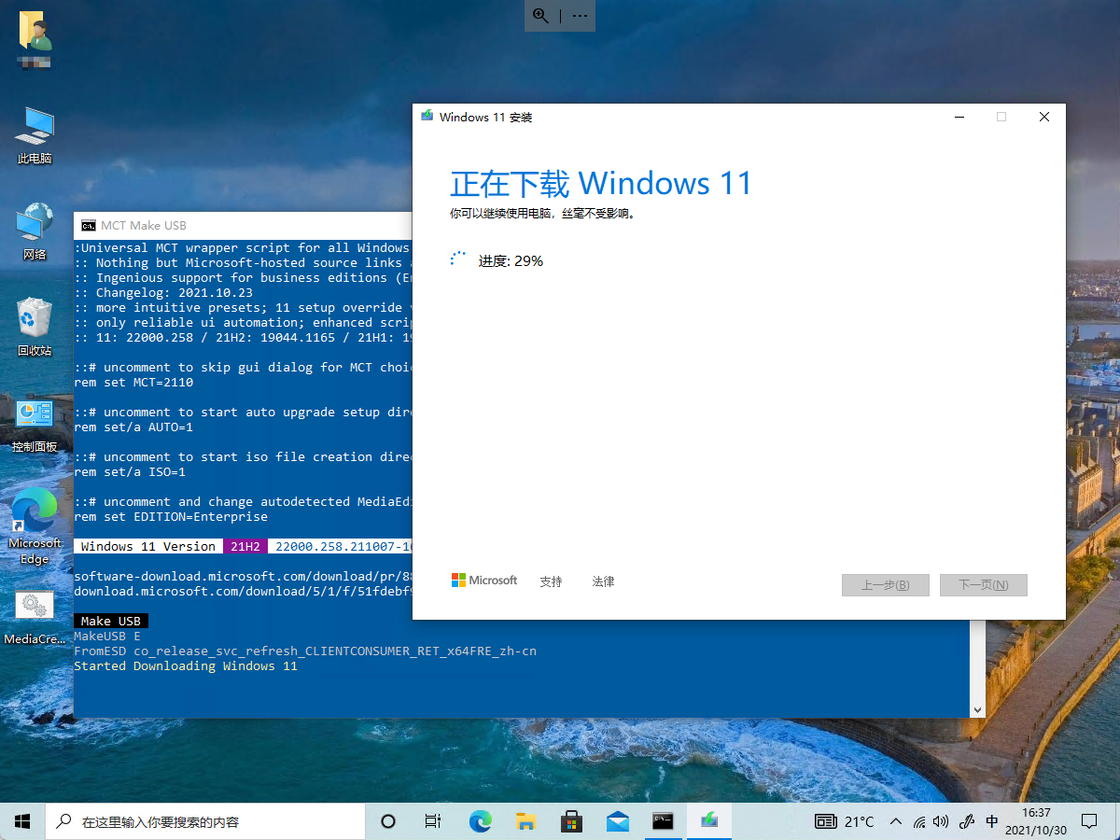 此电脑
网络
回收站
控制面板
Microsoft
Edge
MediaCre...
MCT Make USB
:Universal MCT wrapper script for all Windows
:: Nothing but Microsoft-hosted source links
:: Ingenious support for business editions (En
:: Changelog: 2021.10.23
:: more intuitive presets; 11 setup override
:: only reliable ui automation; enhanced scrip
:: 11: 22000.258 / 21H2: 19044.1165 / 21H1: 19
::# uncomment to skip gui dialog for MCT choi
rem set MCT=2110
::# uncomment to start auto upgrade setup dire
rem set/a AUTO=1
::# uncomment to start iso file creation direc
rem set/a ISO=1
::# uncomment and change autodetected MediaEdi
rem set EDITION=Enterprise
Windows 11 Version 21H2 22000.258.211007-16
software-download.microsoft.com/download/pr/88
download.microsoft.com/download/5/1/f/51fdebf9
Make USB
MakeUSB E
FromESD co_release_svc_refresh_CLIENTCONSUMER_RET_x64FRE_zh-cn
Started Downloading Windows 11
Windows 11 安装
正在下载 Windows 11
你可以继续使用电脑，丝毫不受影响。
进度: 29%
Microsoft 支持 法律
上一步(B) 下一页(N)
在这里输入你要搜索的内容
21°C 中 16:37
2021/10/30